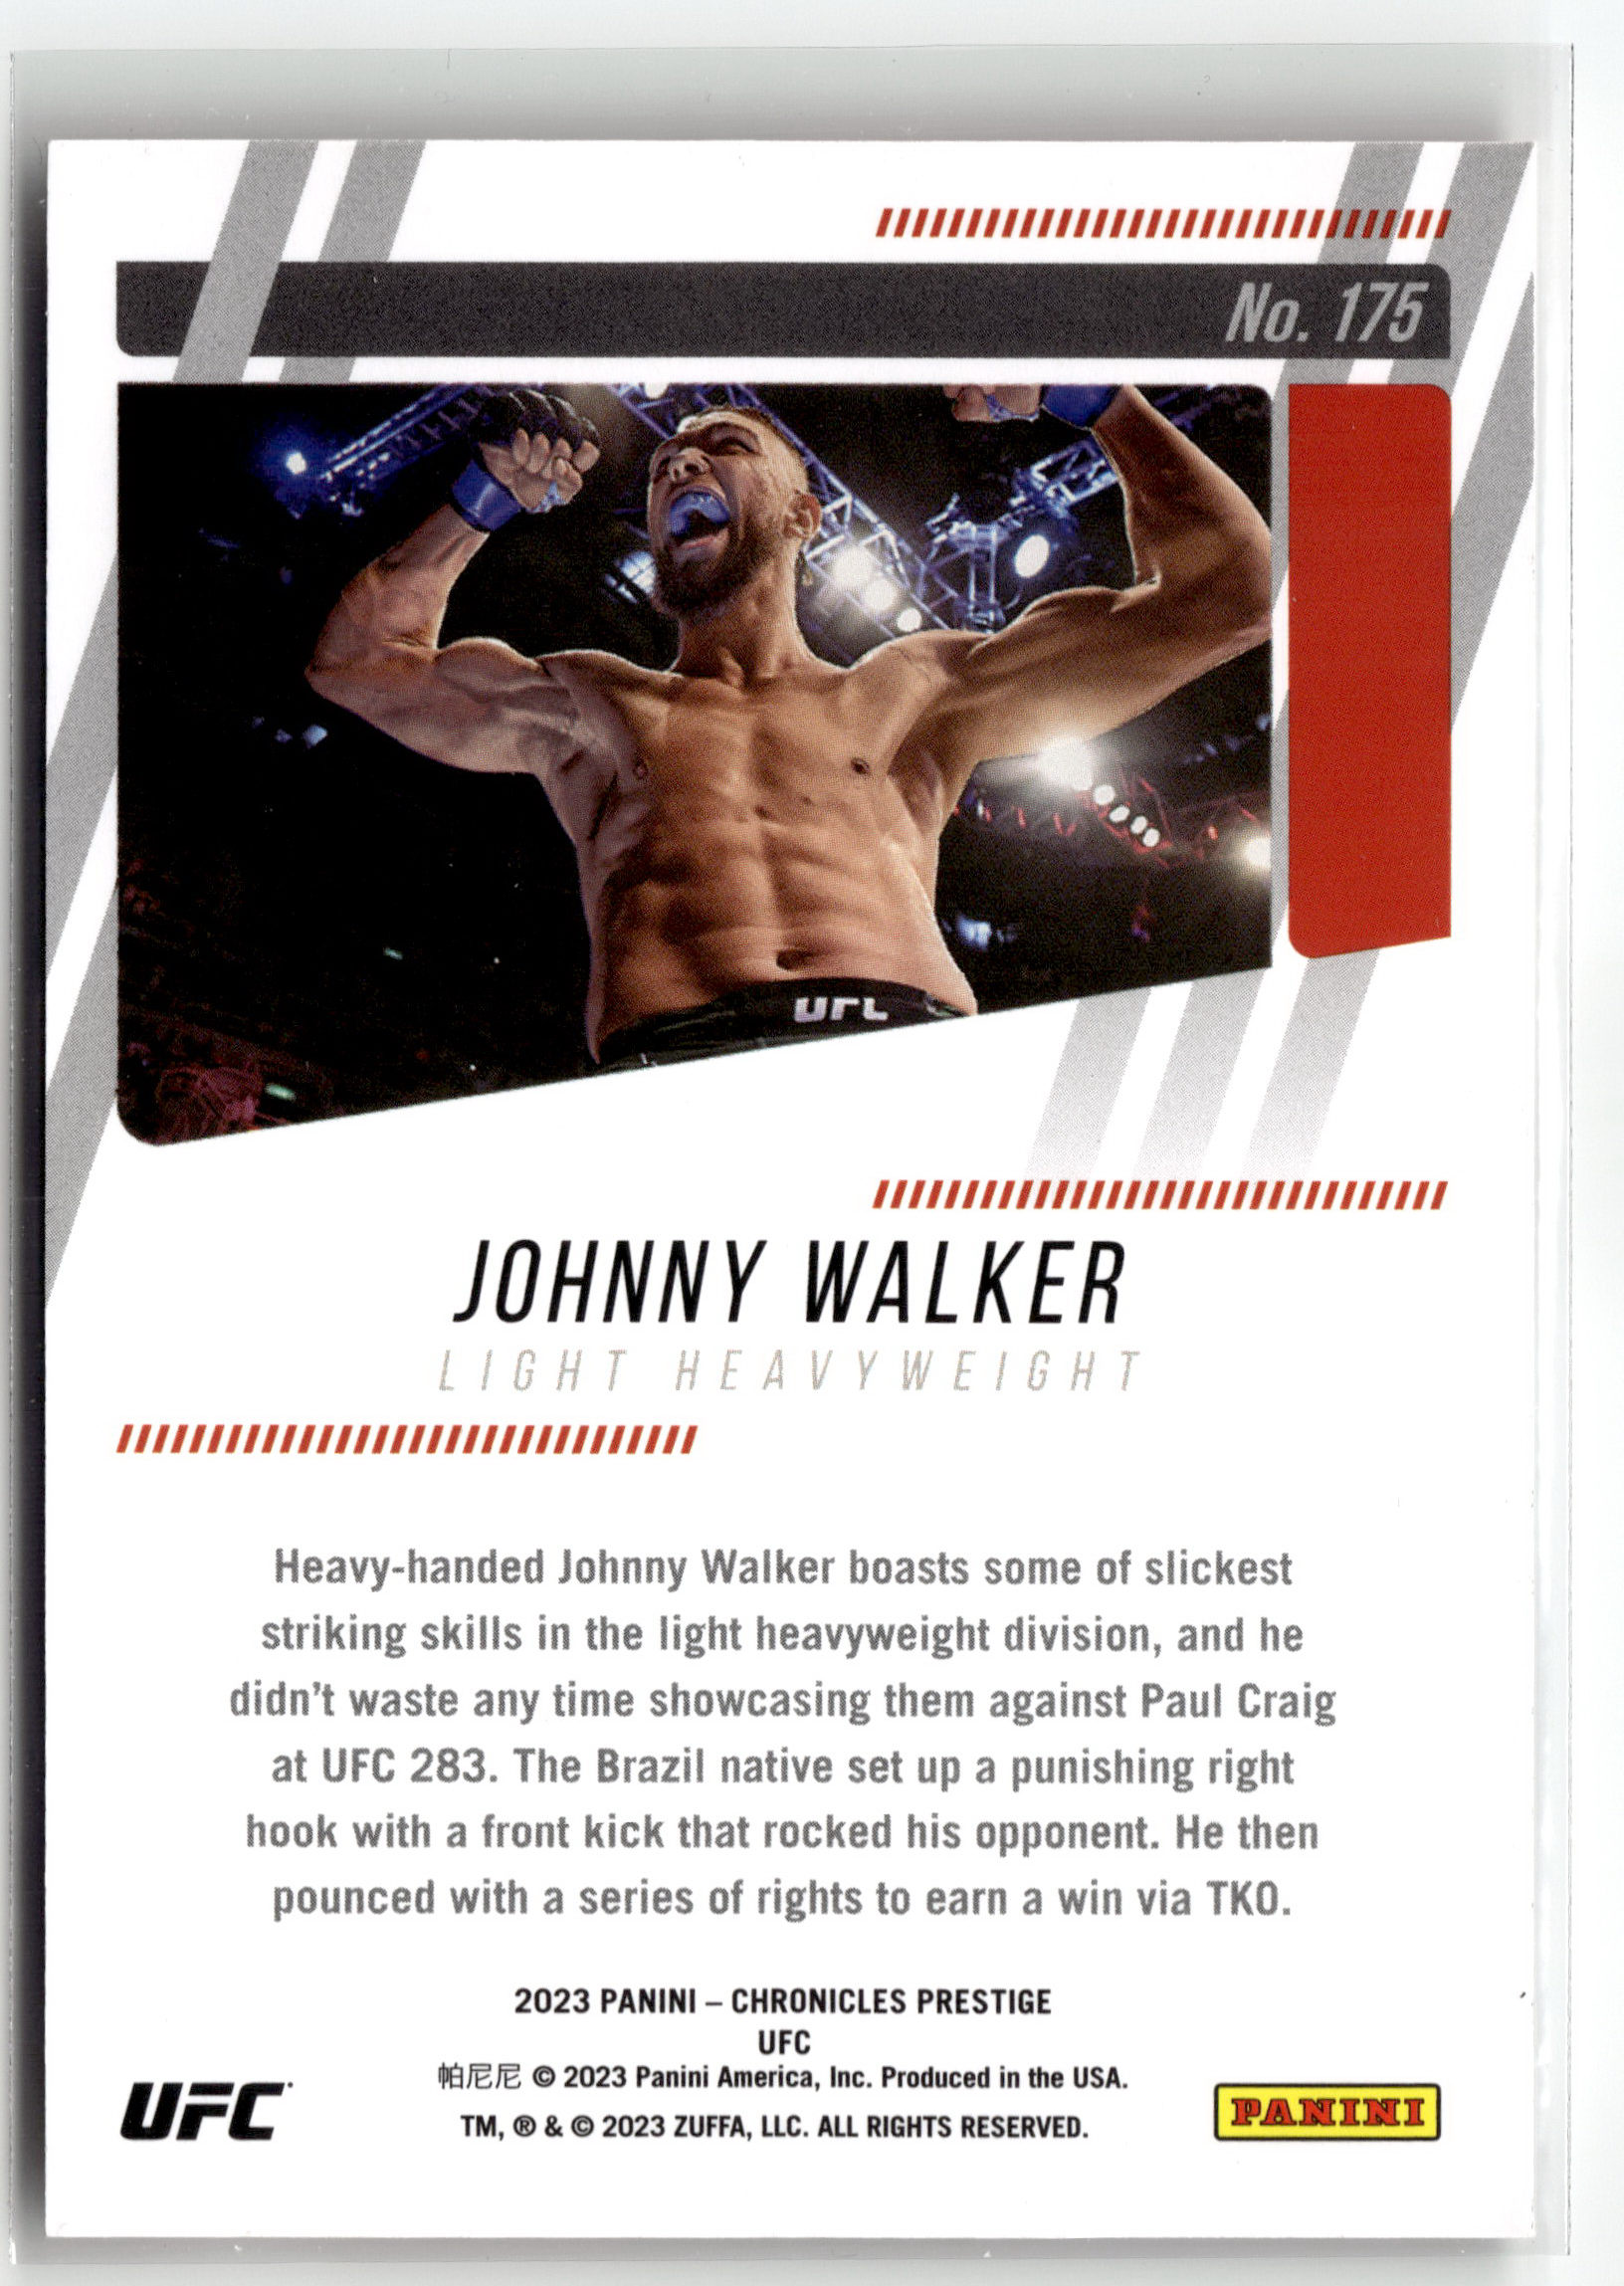 No. 175
UFC
JOHNNY WALKER
LIGHT HEAVYWEIGHT
Heavy-handed Johnny Walker boasts some of slickest
striking skills in the light heavyweight division, and he
didn't waste any time showcasing them against Paul Craig
at UFC 283. The Brazil native set up a punishing right
hook with a front kick that rocked his opponent. He then
pounced with a series of rights to earn a win via TKO.
2023 PANINI – CHRONICLES PRESTIGE
UFC
帕尼尼 © 2023 Panini America, Inc. Produced in the USA.
TM, ® & © 2023 ZUFFA, LLC. ALL RIGHTS RESERVED.
UFC
PANINI